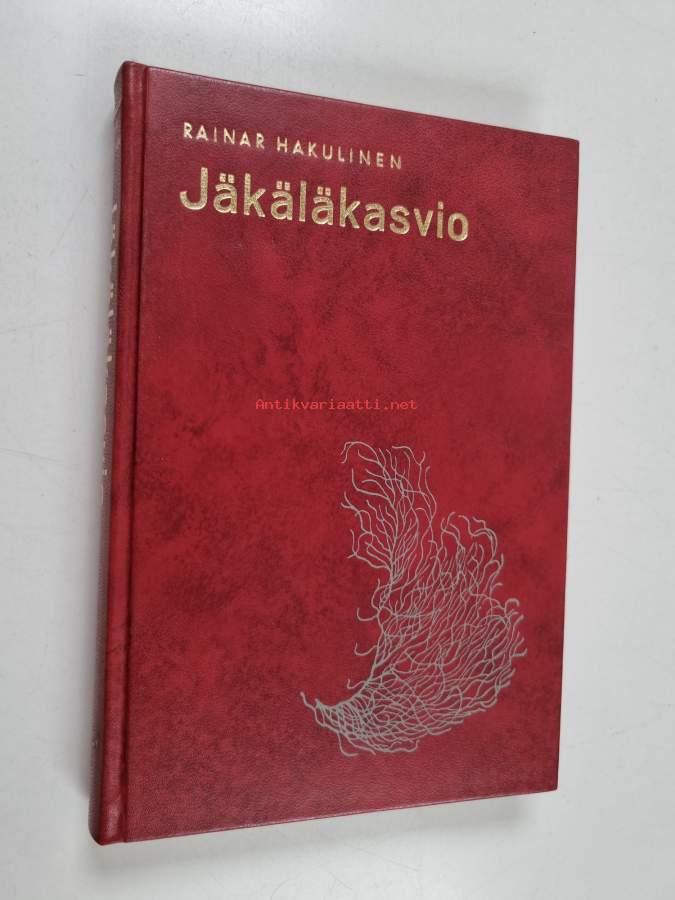 RAINAR HAKULINEN
Jäkäläkasvio
Antikvariaatti.net